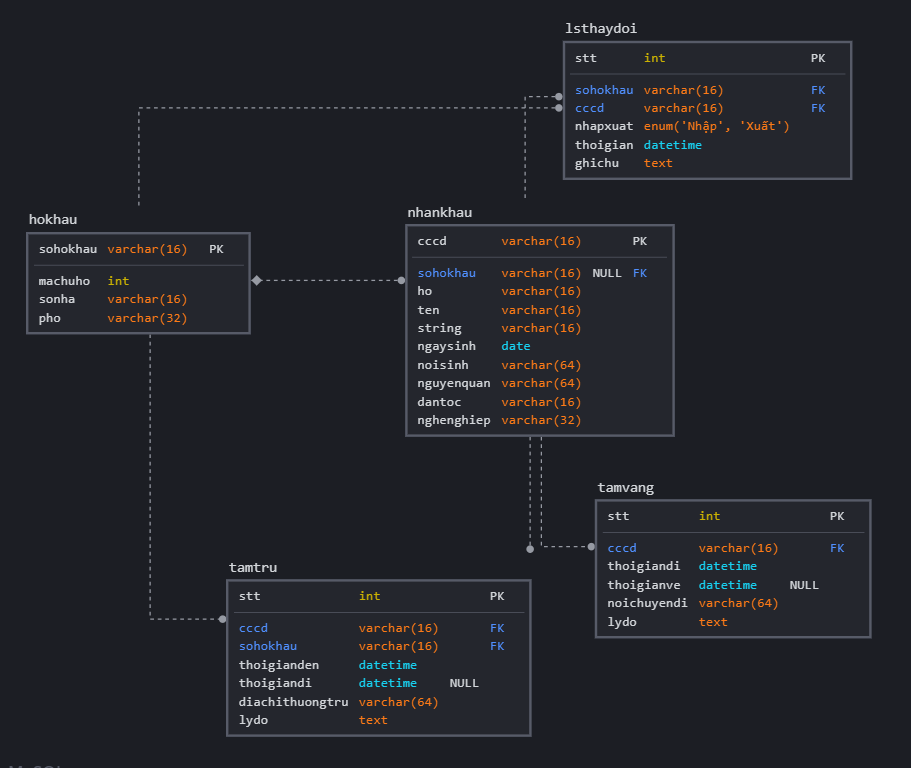 lsthaydoi
stt int PK
sohokhau varchar(16) FK
cccd varchar(16) FK
nhapxuat enum('Nhập', 'Xuất')
thoigian datetime
ghichu text
hokhau
sohokhau varchar(16) PK
machuho int
sonha varchar(16)
pho varchar(32)
nhankhau
cccd varchar(16) PK
sohokhau varchar(16) NULL FK
ho varchar(16)
ten varchar(16)
string varchar(16)
ngaysinh date
noisinh varchar(64)
nguyenquan varchar(64)
dantoc varchar(16)
nghenghiep varchar(32)
tamvang
stt int PK
cccd varchar(16) FK
thoigiandi datetime
thoigianve datetime NULL
noichuyendi varchar(64)
lydo text
tamtru
stt int PK
cccd varchar(16) FK
sohokhau varchar(16) FK
thoigianden datetime
thoigiandi datetime NULL
diachithuongtru varchar(64)
lydo text